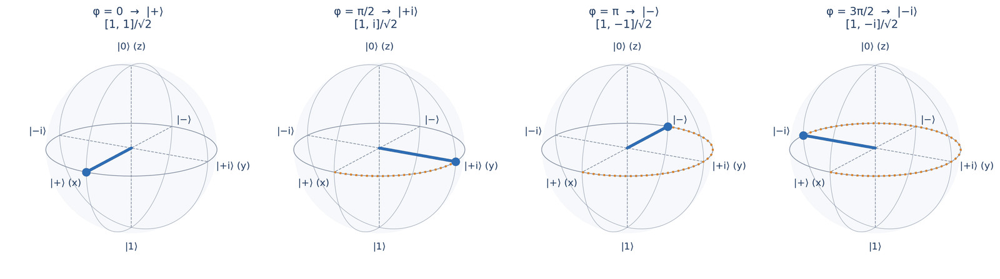 φ = 0 → |+⟩
[1, 1]/√2
|0⟩ (z)
|−⟩
|−i⟩
|+i⟩ (y)
|+⟩ (x)
|1⟩
φ = π/2 → |+i⟩
[1, i]/√2
|0⟩ (z)
|−⟩
|−i⟩
|+i⟩ (y)
|+⟩ (x)
|1⟩
φ = π → |−⟩
[1, −1]/√2
|0⟩ (z)
|−⟩
|−i⟩
|+i⟩ (y)
|+⟩ (x)
|1⟩
φ = 3π/2 → |−i⟩
[1, −i]/√2
|0⟩ (z)
|−⟩
|−i⟩
|+i⟩ (y)
|+⟩ (x)
|1⟩